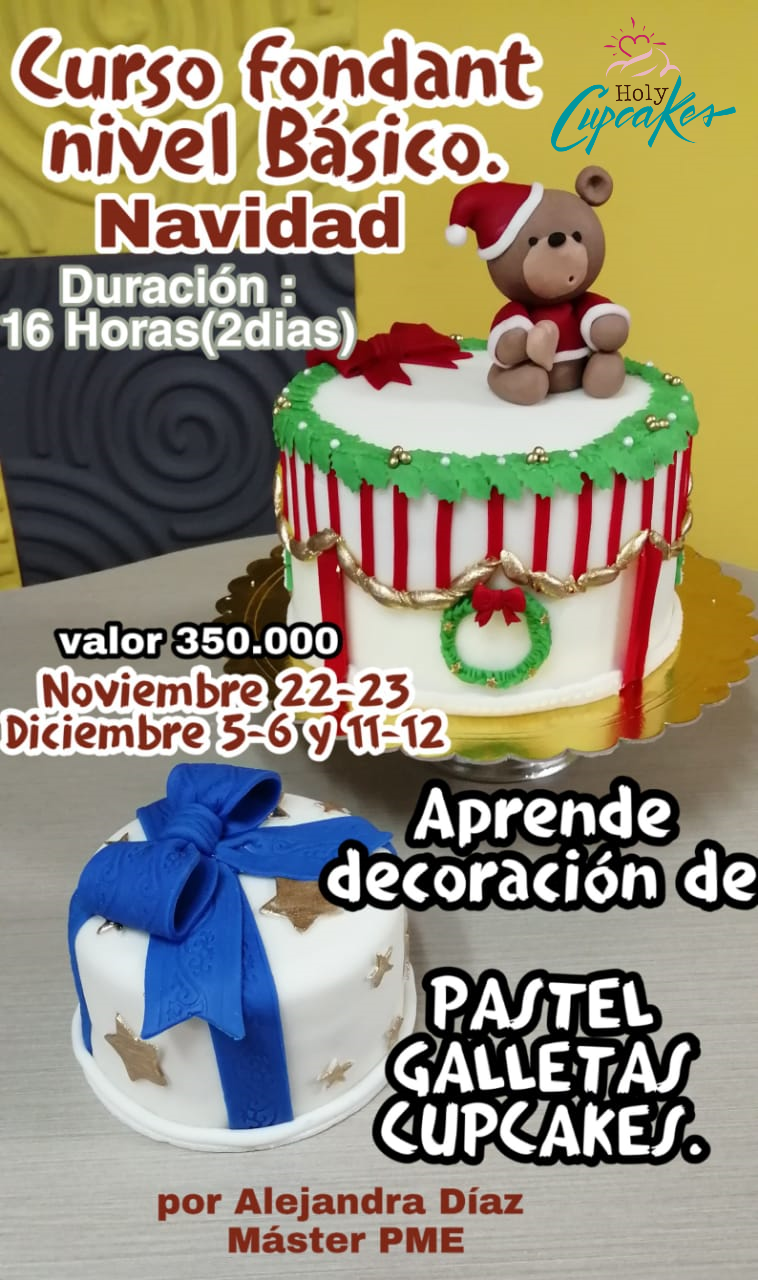 Curso fondant
nivel Básico.
Navidad
Holy
Cupcakes
Duración :
16 Horas(2dias)
valor 350.000
Noviembre 22-23
Diciembre 5-6 y 11-12
Aprende
decoración de
PASTEL
GALLETAS
CUPCAKES.
por Alejandra Díaz
Máster PME